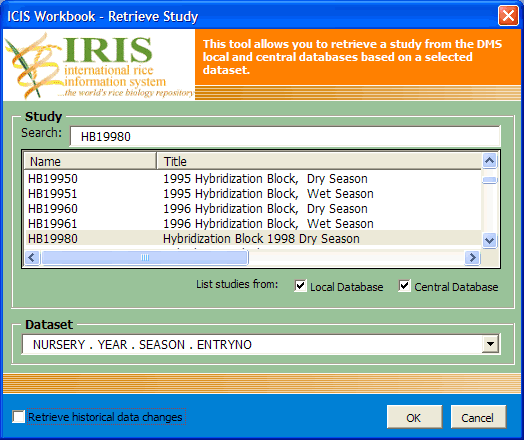 ICIS Workbook - Retrieve Study
IRIS
international rice
information system
...the world's rice biology repository
This tool allows you to retrieve a study from the DMS
local and central databases based on a selected
dataset.
Study
Search: HB19980
Name Title
HB19950 1995 Hybridization Block, Dry Season
HB19951 1995 Hybridization Block, Wet Season
HB19960 1996 Hybridization Block, Dry Season
HB19961 1996 Hybridization Block, Wet Season
HB19980 Hybridization Block 1998 Dry Season
List studies from: Local Database Central Database
Dataset
NURSERY . YEAR . SEASON . ENTRYNO
Retrieve historical data changes OK Cancel